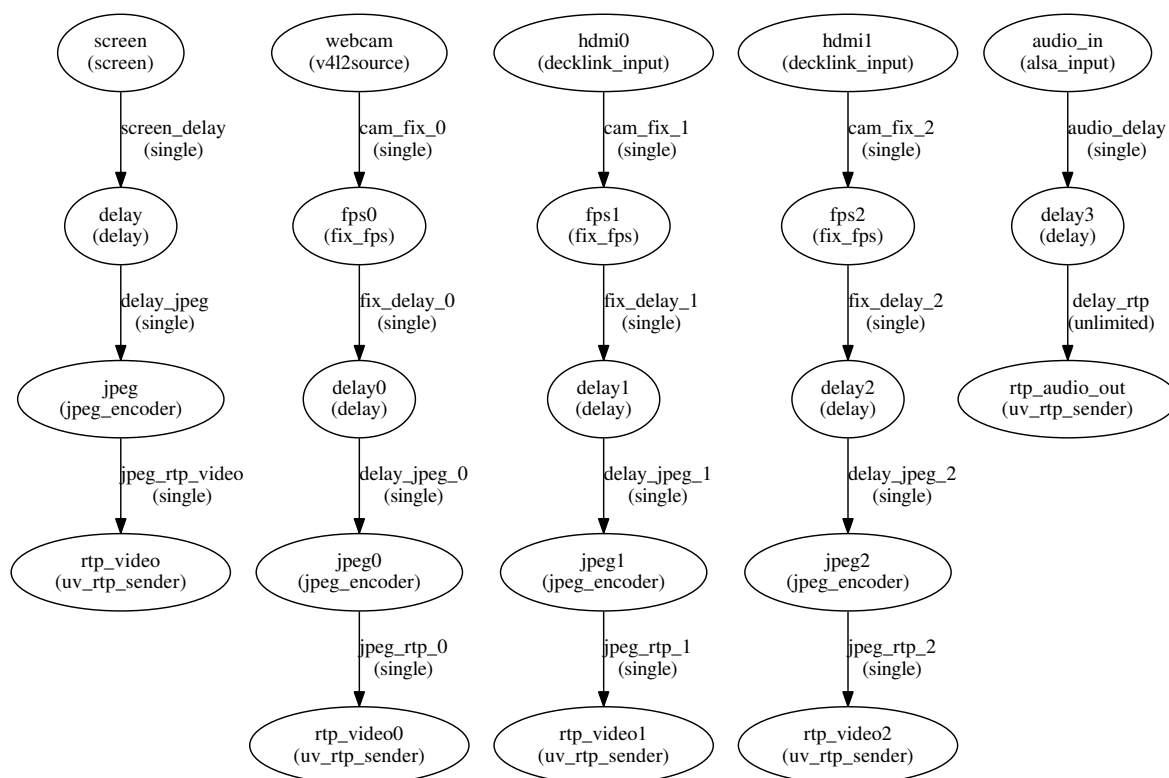 screen
(screen)
webcam
(v4l2source)
hdmi0
(decklink_input)
hdmi1
(decklink_input)
audio_in
(alsa_input)
screen_delay
(single)
cam_fix_0
(single)
cam_fix_1
(single)
cam_fix_2
(single)
audio_delay
(single)
delay
(delay)
fps0
(fix_fps)
fps1
(fix_fps)
fps2
(fix_fps)
delay3
(delay)
delay_jpeg
(single)
fix_delay_0
(single)
fix_delay_1
(single)
fix_delay_2
(single)
delay_rtp
(unlimited)
jpeg
(jpeg_encoder)
delay0
(delay)
delay1
(delay)
delay2
(delay)
rtp_audio_out
(uv_rtp_sender)
jpeg_rtp_video
(single)
delay_jpeg_0
(single)
delay_jpeg_1
(single)
delay_jpeg_2
(single)
rtp_video
(uv_rtp_sender)
jpeg0
(jpeg_encoder)
jpeg1
(jpeg_encoder)
jpeg2
(jpeg_encoder)
jpeg_rtp_0
(single)
jpeg_rtp_1
(single)
jpeg_rtp_2
(single)
rtp_video0
(uv_rtp_sender)
rtp_video1
(uv_rtp_sender)
rtp_video2
(uv_rtp_sender)